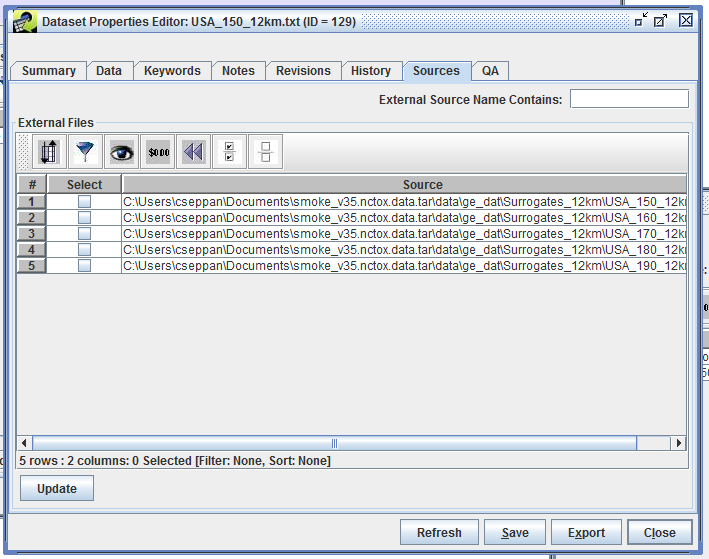 Dataset Properties Editor: USA_150_12km.txt (ID = 129)
Summary Data Keywords Notes Revisions History Sources QA
External Source Name Contains:
External Files
$000
# Select Source
1 C:\Users\cseppan\Documents\smoke_v35.nctox.data.tar\data\ge_dat\Surrogates_12km\USA_150_12k
2 C:\Users\cseppan\Documents\smoke_v35.nctox.data.tar\data\ge_dat\Surrogates_12km\USA_160_12k
3 C:\Users\cseppan\Documents\smoke_v35.nctox.data.tar\data\ge_dat\Surrogates_12km\USA_170_12k
4 C:\Users\cseppan\Documents\smoke_v35.nctox.data.tar\data\ge_dat\Surrogates_12km\USA_180_12k
5 C:\Users\cseppan\Documents\smoke_v35.nctox.data.tar\data\ge_dat\Surrogates_12km\USA_190_12k
5 rows : 2 columns: 0 Selected [Filter: None, Sort: None]
Update
Refresh Save Export Close